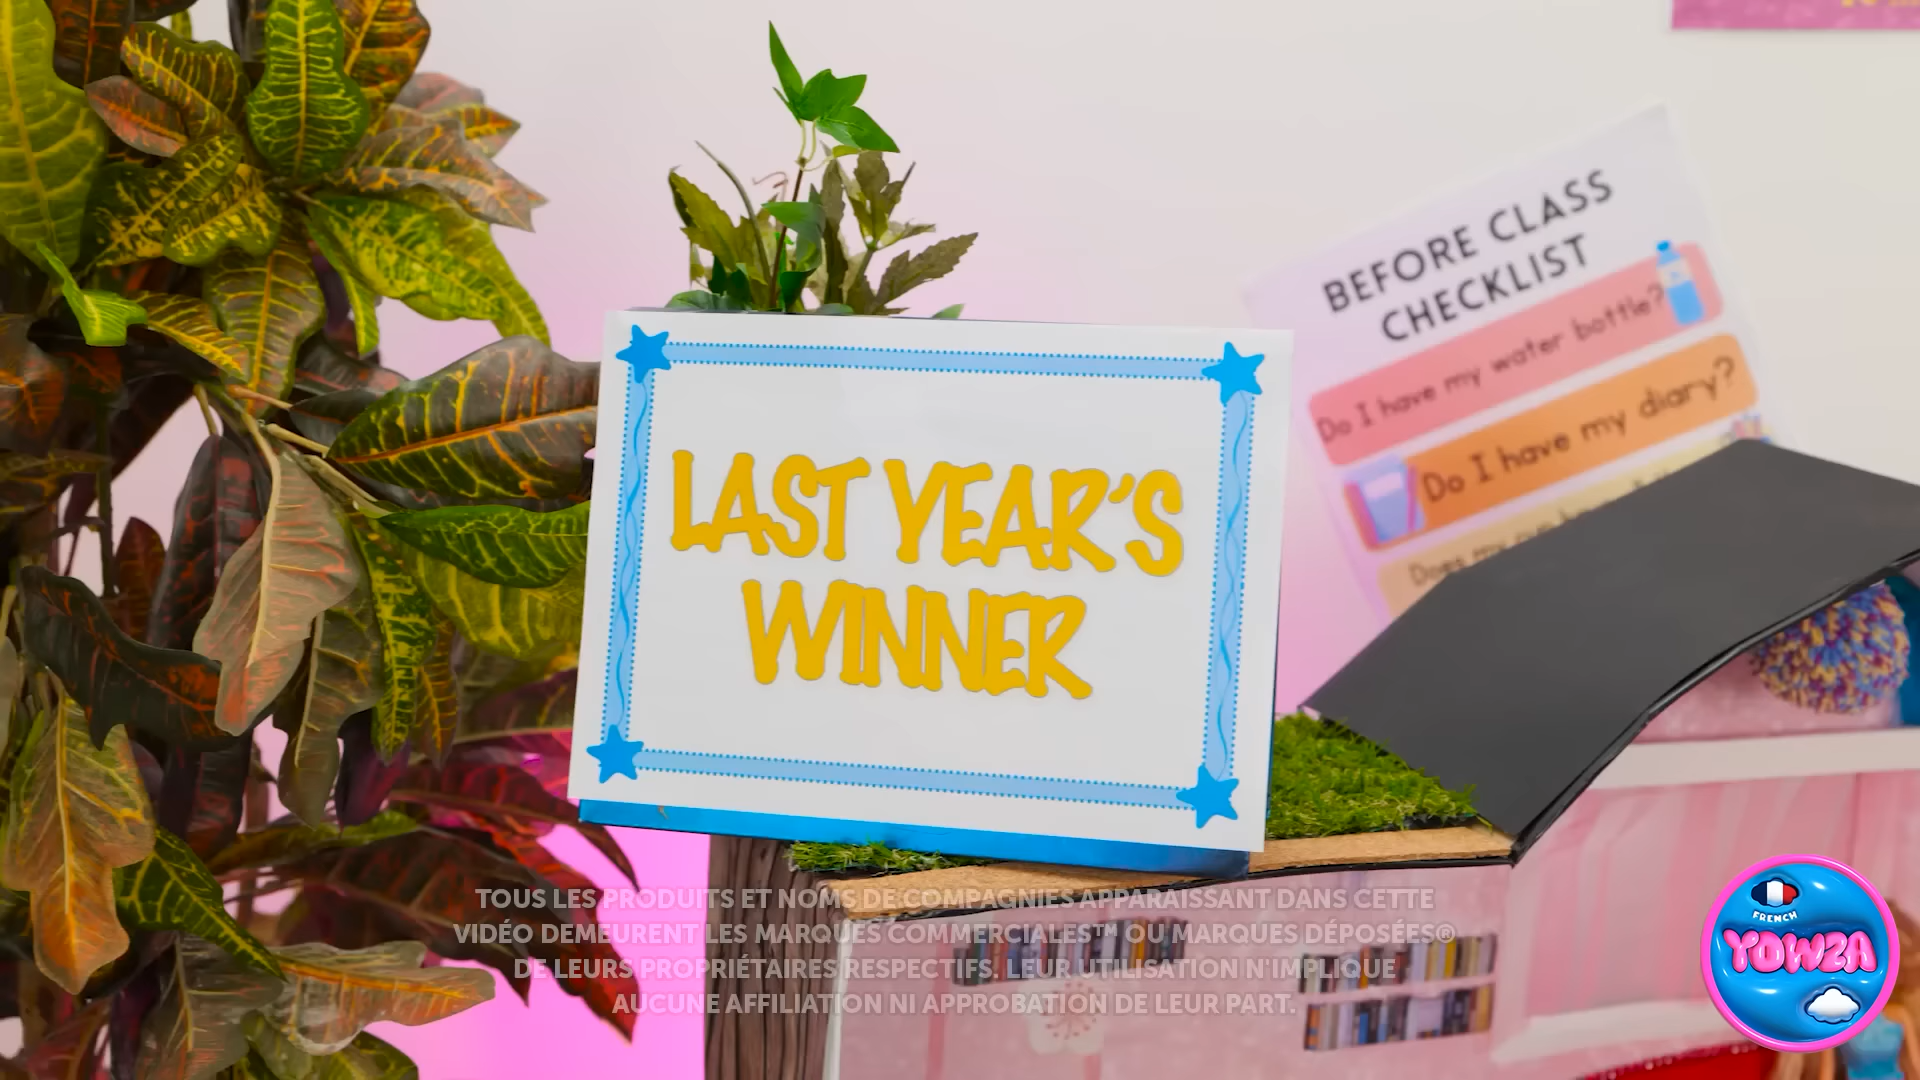 BEFORE CLASS
CHECKLIST
Do I have my water bottle?
Do I have my diary?
LAST YEAR'S
WINNER
TOUS LES PRODUITS ET NOMS DE COMPAGNIES APPARAISSANT DANS CETTE
VIDÉO DEMEURENT LES MARQUES COMMERCIALES™ OU MARQUES DÉPOSÉES®
DE LEURS PROPRIÉTAIRES RESPECTIFS. LEUR UTILISATION N'IMPLIQUE
AUCUNE AFFILIATION NI APPROBATION DE LEUR PART.
FRENCH
YOWZA